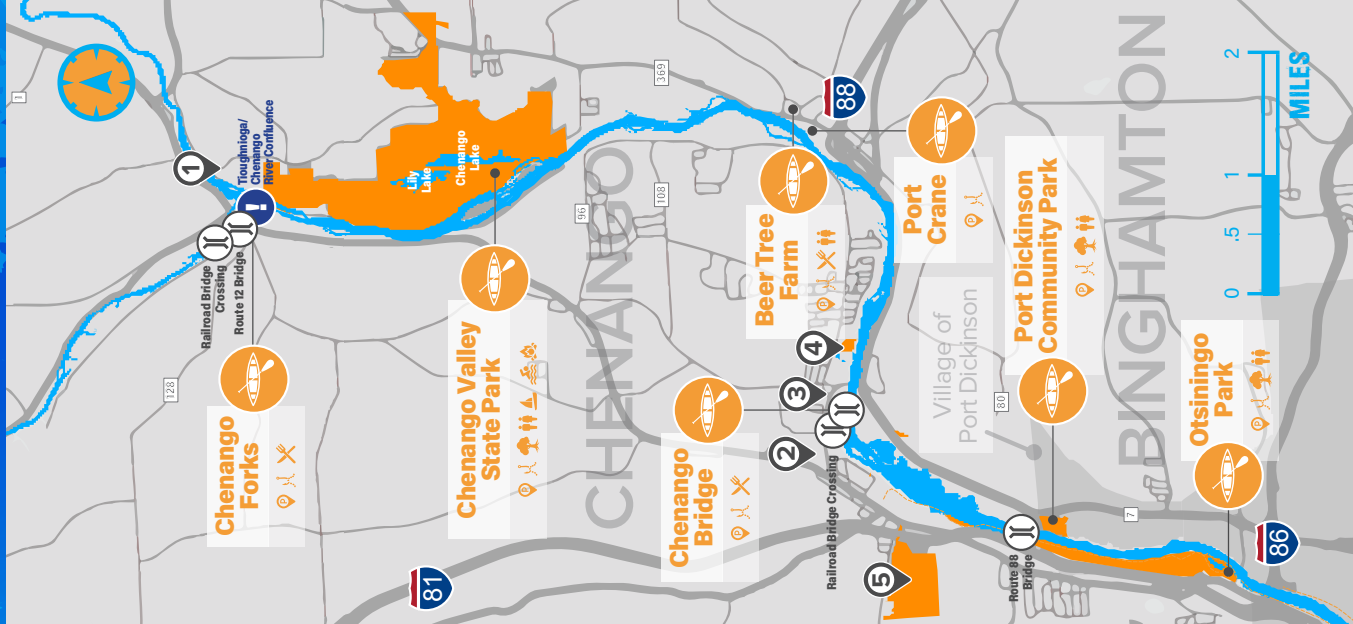 1
Tioughnioga/
Chenango
River Confluence
1
!
Railroad Bridge
Crossing
Route 12 Bridge
128
Chenango
Forks
P
Lily
Lake
Chenango
Lake
369
Chenango Valley
State Park
P
CHENANGO
96
108
81
88
Beer Tree
Farm
P
Port
Crane
P
4
3
2
Chenango
Bridge
P
Railroad Bridge Crossing
5
Village of
Port Dickinson
80
Port Dickinson
Community Park
P
BINGHAMTON
Route 88
Bridge
7
Otsiningo
Park
P
86
0
.5
1
2
MILES